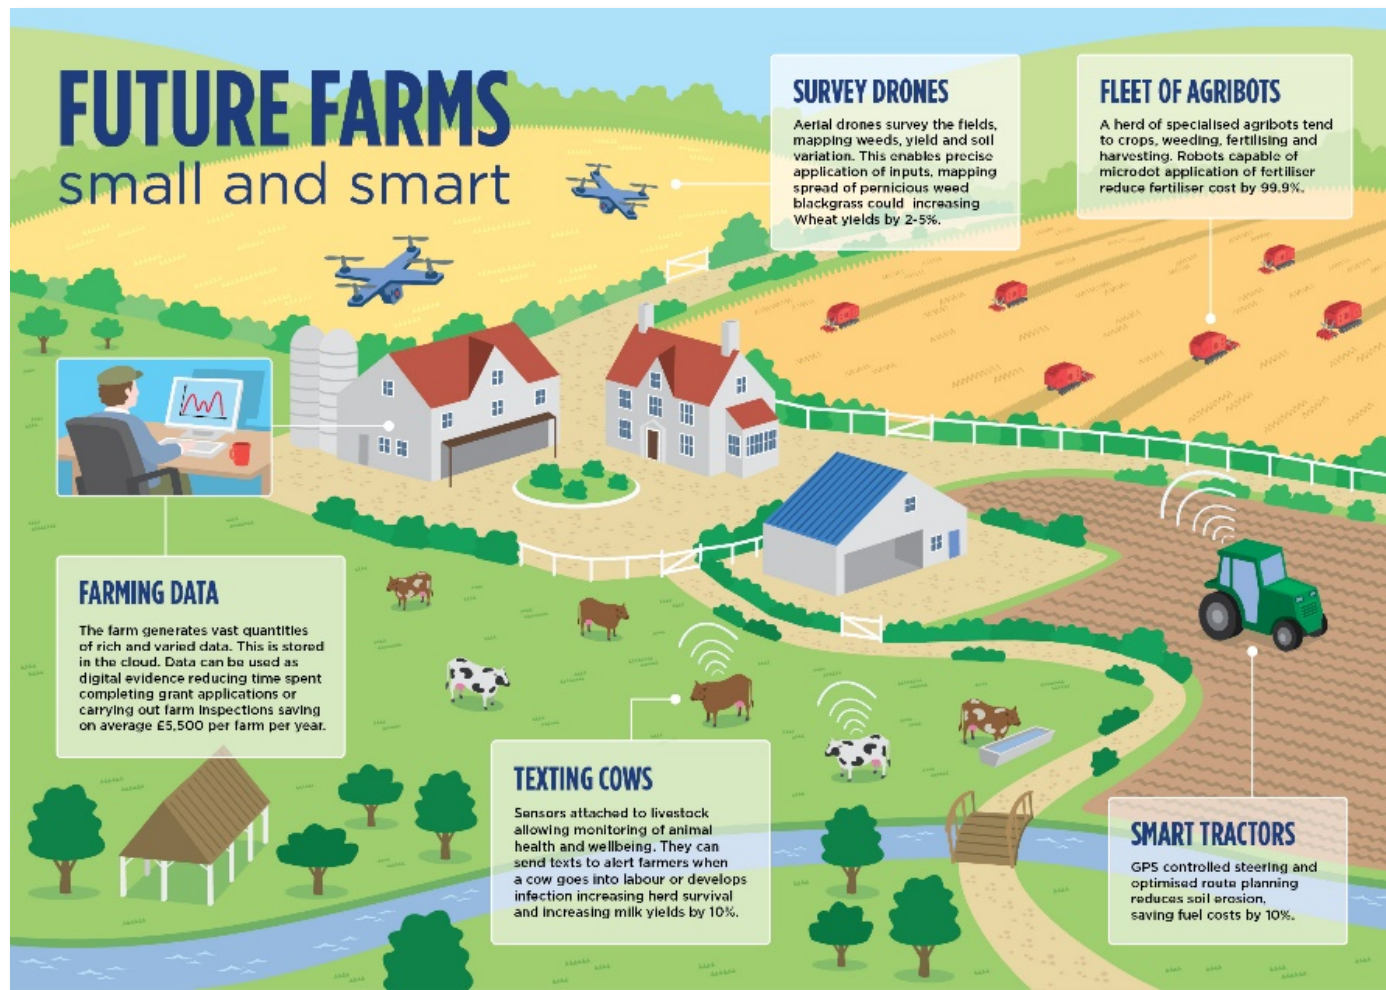 FUTURE FARMS
small and smart
SURVEY DRONES
Aerial drones survey the fields,
mapping weeds, yield and soil
variation. This enables precise
application of inputs, mapping
spread of pernicious weed
blackgrass could increasing
Wheat yields by 2-5%.
FLEET OF AGRIBOTS
A herd of specialised agribots tend
to crops, weeding, fertilising and
harvesting. Robots capable of
microdot application of fertiliser
reduce fertiliser cost by 99.9%.
FARMING DATA
The farm generates vast quantities
of rich and varied data. This is stored
in the cloud. Data can be used as
digital evidence reducing time spent
completing grant applications or
carrying out farm inspections saving
on average £5,500 per farm per year.
TEXTING COWS
Sensors attached to livestock
allowing monitoring of animal
health and wellbeing. They can
send texts to alert farmers when
a cow goes into labour or develops
infection increasing herd survival
and increasing milk yields by 10%.
SMART TRACTORS
GPS controlled steering and
optimised route planning
reduces soil erosion,
saving fuel costs by 10%.